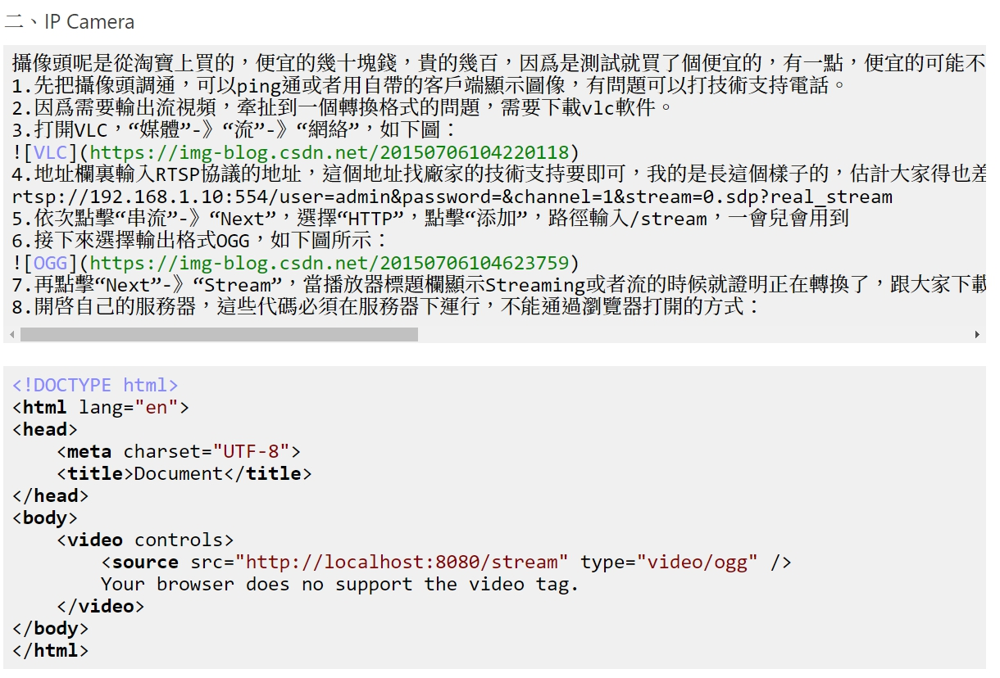 二、IP Camera
攝像頭呢是從淘寶上買的，便宜的幾十塊錢，貴的幾百，因爲是測試就買了個便宜的，有一點，便宜的可能不
1.先把攝像頭調通，可以ping通或者用自帶的客戶端顯示圖像，有問題可以打技術支持電話。
2.因爲需要輸出流視頻，牽扯到一個轉換格式的問題，需要下載vlc軟件。
3.打開VLC，“媒體”-》“流”-》“網絡”，如下圖：
![VLC](https://img-blog.csdn.net/20150706104220118)
4.地址欄裏輸入RTSP協議的地址，這個地址找廠家的技術支持要即可，我的是長這個樣子的，估計大家得也差
rtsp://192.168.1.10:554/user=admin&password=&channel=1&stream=0.sdp?real_stream
5.依次點擊“串流”-》“Next”，選擇“HTTP”，點擊“添加”，路徑輸入/stream，一會兒會用到
6.接下來選擇輸出格式OGG，如下圖所示：
![OGG](https://img-blog.csdn.net/20150706104623759)
7.再點擊“Next”-》“Stream”，當播放器標題欄顯示Streaming或者流的時候就證明正在轉換了，跟大家下載
8.開啓自己的服務器，這些代碼必須在服務器下運行，不能通過瀏覽器打開的方式：
<!DOCTYPE html>
<html lang="en">
<head>
    <meta charset="UTF-8">
    <title>Document</title>
</head>
<body>
    <video controls>
        <source src="http://localhost:8080/stream" type="video/ogg" />
        Your browser does no support the video tag.
    </video>
</body>
</html>